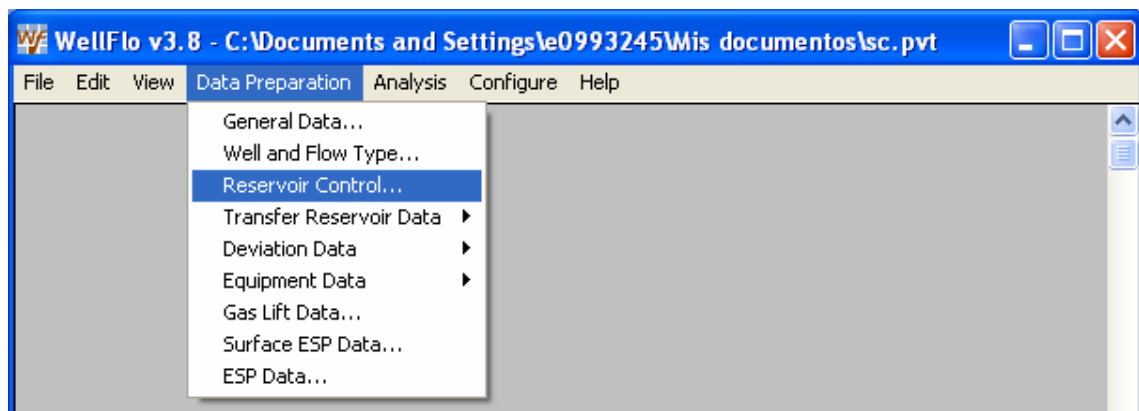 WellFlo v3.8 - C:\Documents and Settings\e0993245\Mis documentos\sc.pvt
File Edit View Data Preparation Analysis Configure Help
General Data...
Well and Flow Type...
Reservoir Control...
Transfer Reservoir Data
Deviation Data
Equipment Data
Gas Lift Data...
Surface ESP Data...
ESP Data...